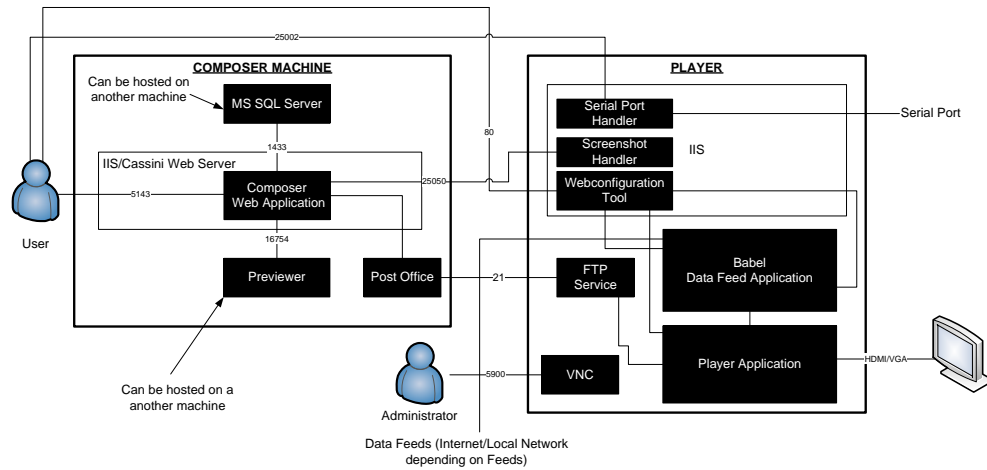 25002
COMPOSER MACHINE
PLAYER
Can be hosted on
another machine
MS SQL Server
Serial Port
Handler
Serial Port
80
1433
IIS/Cassini Web Server
Screenshot
Handler
IIS
25050
5143
Composer
Web Application
Webconfiguration
Tool
User
16754
Previewer
Post Office
21
FTP
Service
Babel
Data Feed Application
Can be hosted on a
another machine
Administrator
5900
VNC
Player Application
HDMI/VGA
Data Feeds (Internet/Local Network
depending on Feeds)